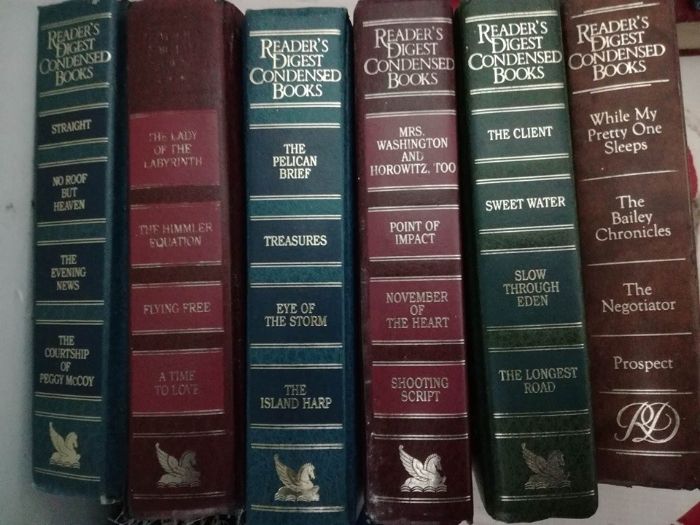 READER'S
DIGEST
CONDENSED
BOOKS
STRAIGHT
NO ROOF
BUT
HEAVEN
THE
EVENING
NEWS
THE
COURTSHIP
OF
PEGGY McCOY
THE LADY
OF THE
LABYRINTH
THE HIMMLER
EQUATION
FLYING FREE
A TIME
TO LOVE
READER'S
DIGEST
CONDENSED
BOOKS
THE
PELICAN
BRIEF
TREASURES
EYE OF
THE STORM
THE
ISLAND HARP
READER'S
DIGEST
CONDENSED
BOOKS
MRS.
WASHINGTON
AND
HOROWITZ, TOO
POINT OF
IMPACT
NOVEMBER
OF
THE HEART
SHOOTING
SCRIPT
READER'S
DIGEST
CONDENSED
BOOKS
THE CLIENT
SWEET WATER
SLOW
THROUGH
EDEN
THE LONGEST
ROAD
READER'S
DIGEST
CONDENSED
BOOKS
While My
Pretty One
Sleeps
The
Bailey
Chronicles
The
Negotiator
Prospect
RD